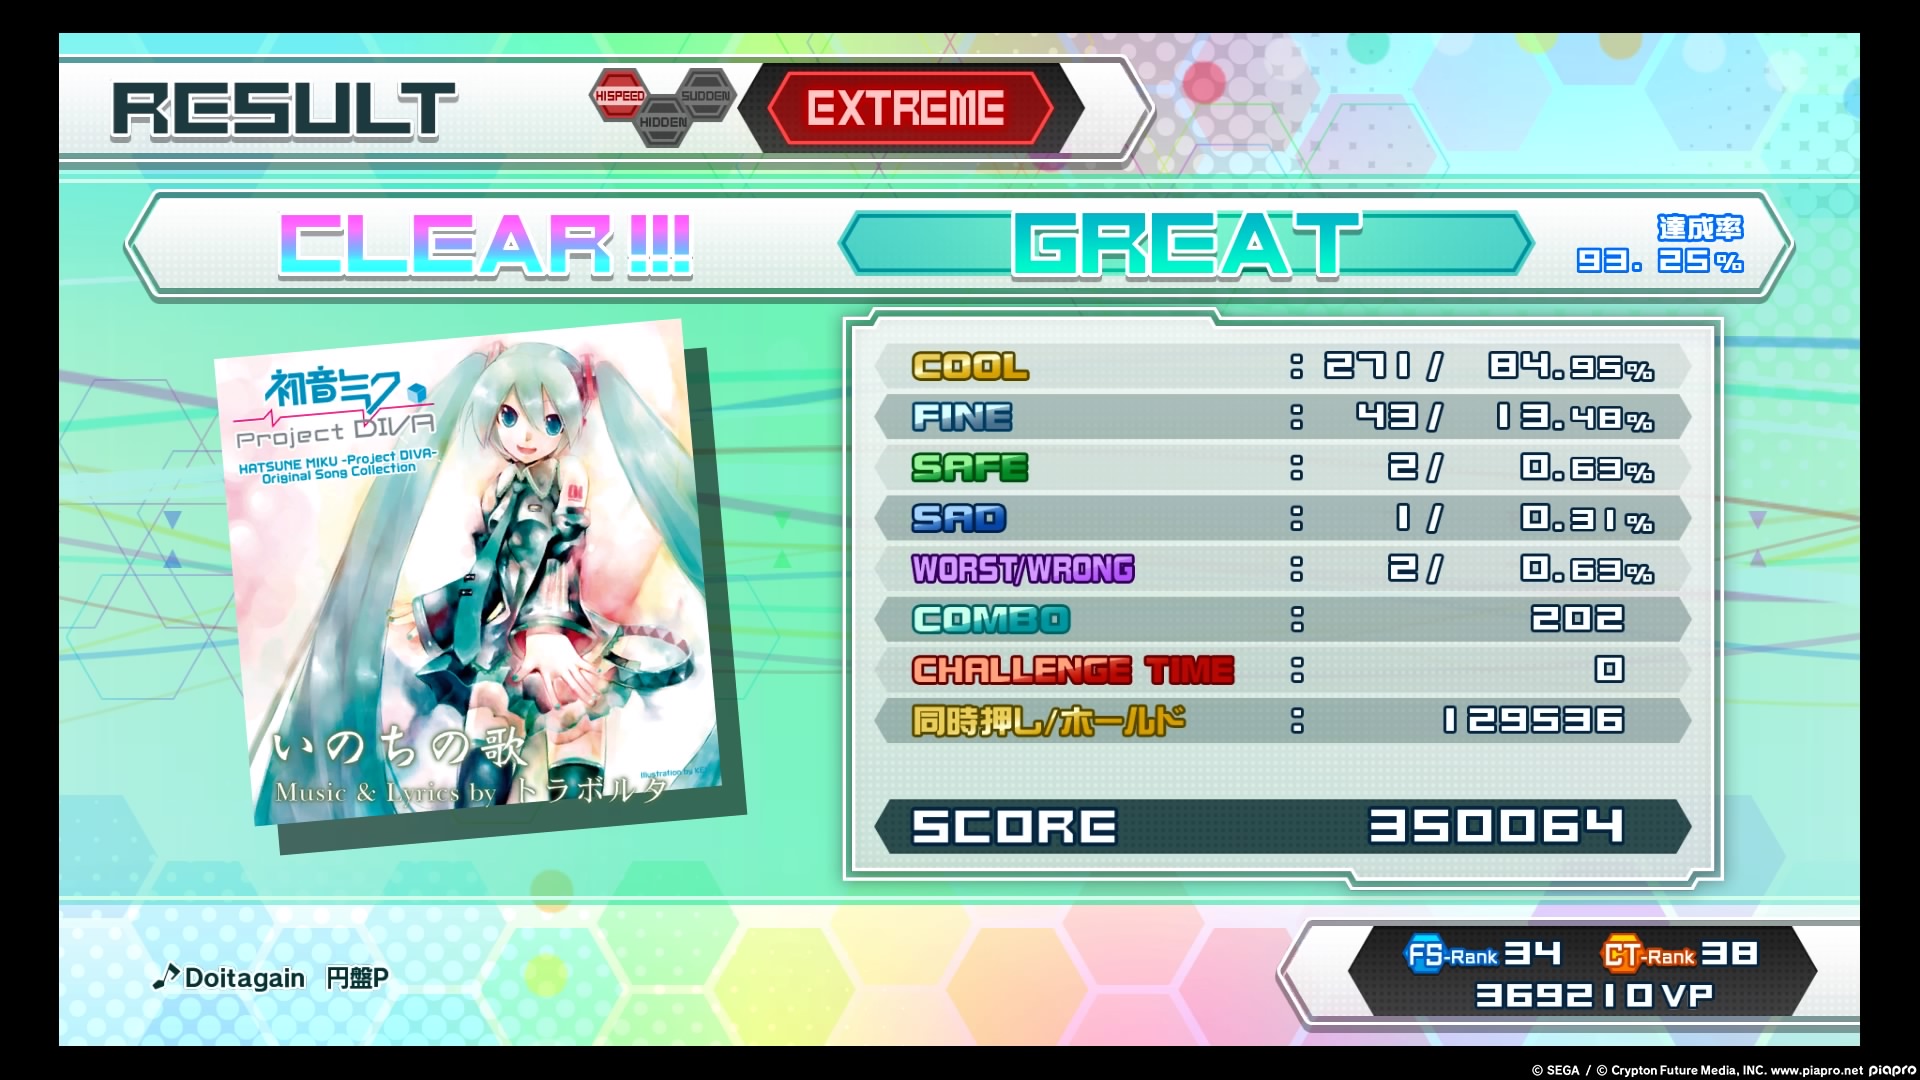 RESULT
HISPEED
HIDDEN
SUDDEN
EXTREME
CLEAR!!!
GREAT
達成率
93.25%
初音ミク
Project DIVA
HATSUNE MIKU -Project DIVA-
Original Song Collection
いのちの歌
Illustration by KEI
Music & Lyrics by トラボルタ
COOL : 271 / 84.95%
FINE : 43 / 13.48%
SAFE : 2 / 0.63%
SAD : 1 / 0.31%
WORST/WRONG : 2 / 0.63%
COMBO : 202
CHALLENGE TIME : 0
同時押し/ホールド : 129536
SCORE 350064
♪Doitagain 円盤P
FS-Rank 34 CT-Rank 38
369210VP
© SEGA / © Crypton Future Media, INC. www.piapro.net piapro
01